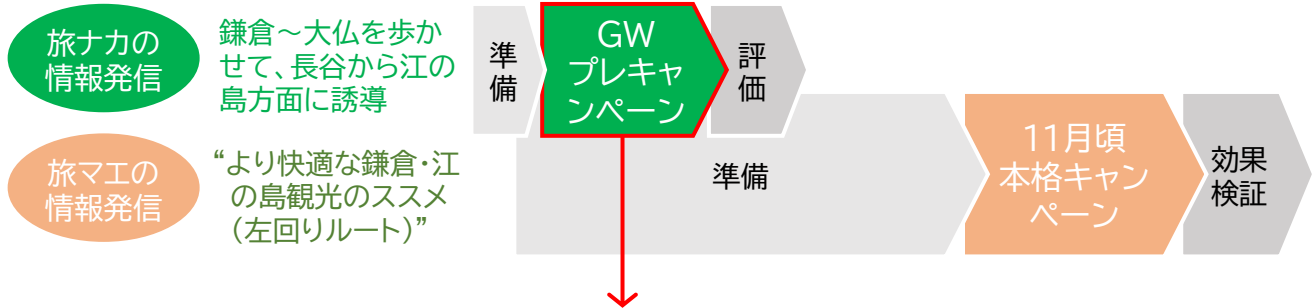 旅ナカの
情報発信
鎌倉～大仏を歩か
せて、長谷から江の
島方面に誘導
準
備
GW
プレキャ
ンペーン
評
価
旅マエの
情報発信
“より快適な鎌倉・江
の島観光のススメ
（左回りルート）”
準備
11月頃
本格キャン
ペーン
効果
検証